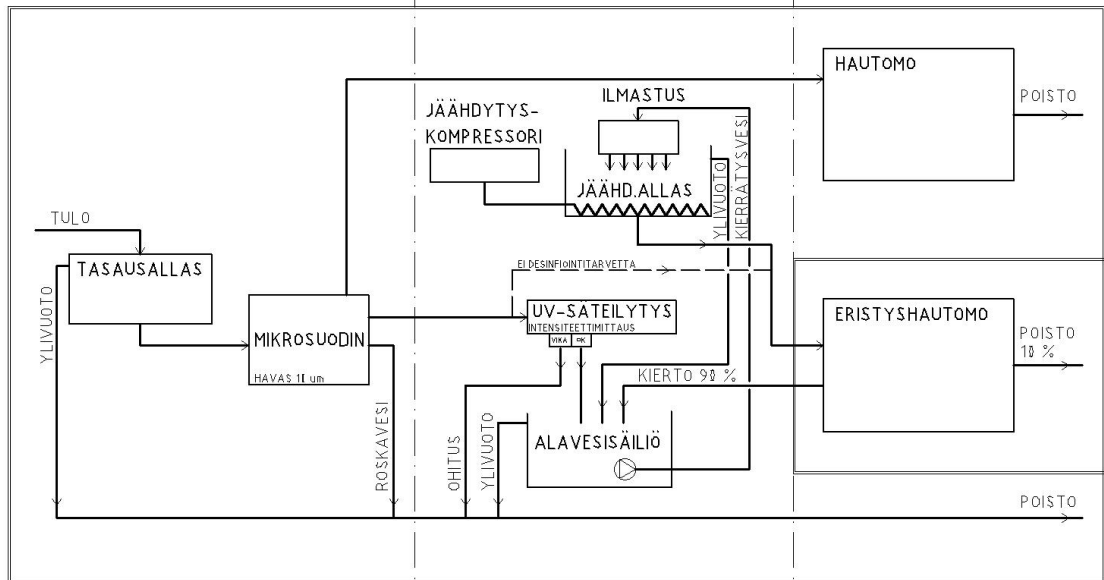 HAUTOMO
POISTO
ILMASTUS
JÄÄHDYTYS-
KOMPRESSORI
JÄÄHD.ALLAS
YLIVUOTO
KIERRÄTYSVESI
TULO
TASAUSALLAS
YLIVUOTO
EI DESINFIOINTITARVETTA
UV-SÄTEILYTYS
INTENSITEETTIMITTAUS
VIKA OK
MIKROSUODIN
HAVAS 10 um
ERISTYSHAUTOMO
POISTO
10 %
KIERTO 90 %
ROSKAVESI
OHITUS
YLIVUOTO
ALAVESISÄILIÖ
POISTO